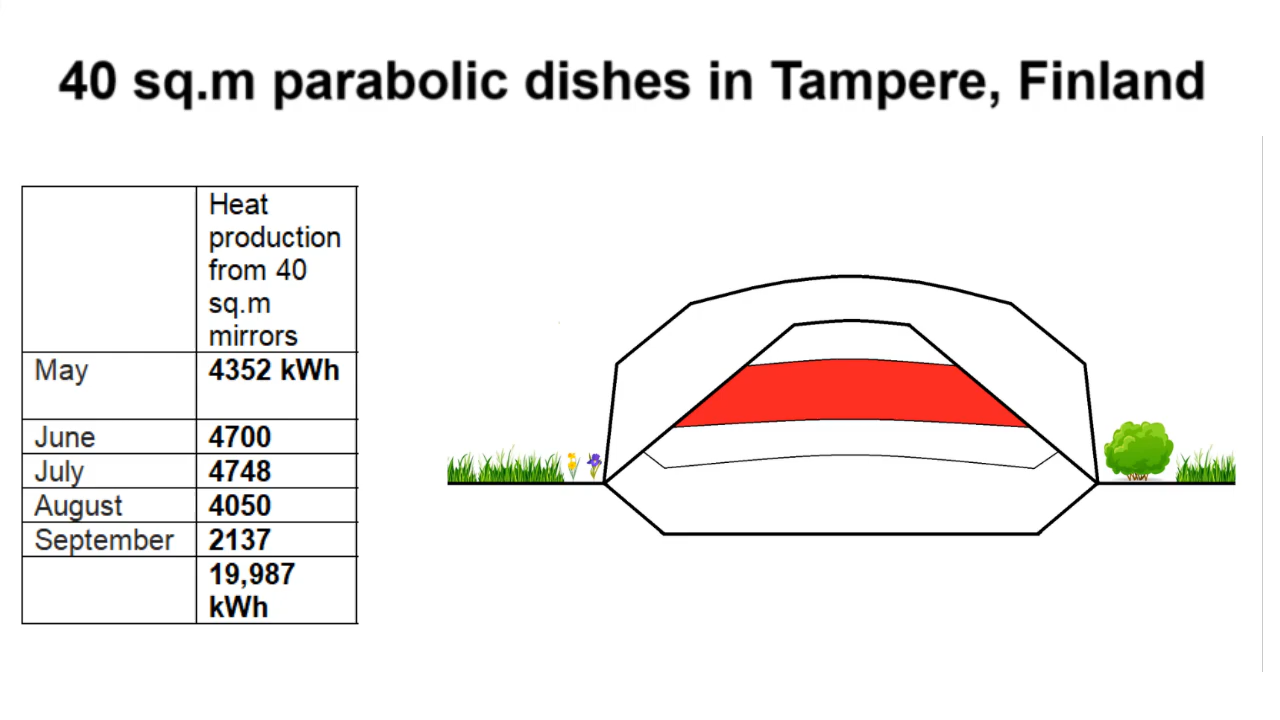 40 sq.m parabolic dishes in Tampere, Finland
Heat
production
from 40
sq.m
mirrors
May 4352 kWh
June 4700
July 4748
August 4050
September 2137
19,987
kWh